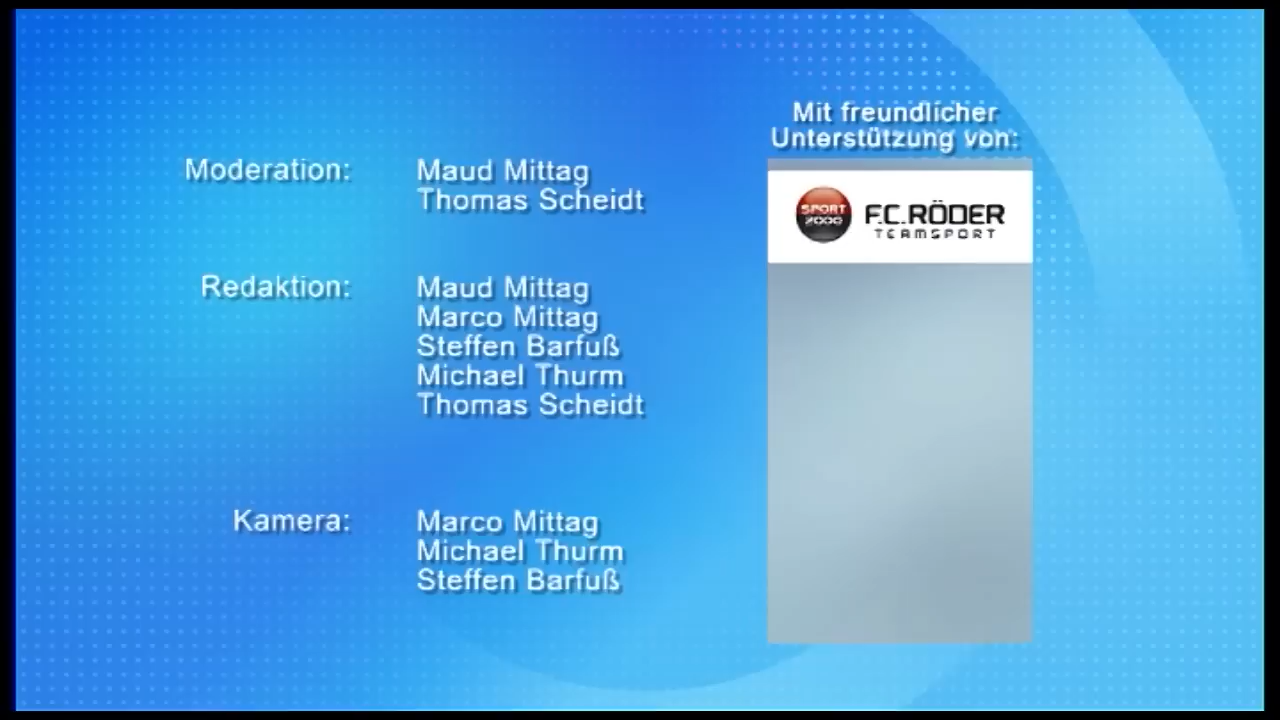 Moderation:
Maud Mittag
Thomas Scheidt
Redaktion:
Maud Mittag
Marco Mittag
Steffen Barfuß
Michael Thurm
Thomas Scheidt
Kamera:
Marco Mittag
Michael Thurm
Steffen Barfuß
Mit freundlicher
Unterstützung von:
SPORT
2000
F.C.RÖDER
TEAMSPORT